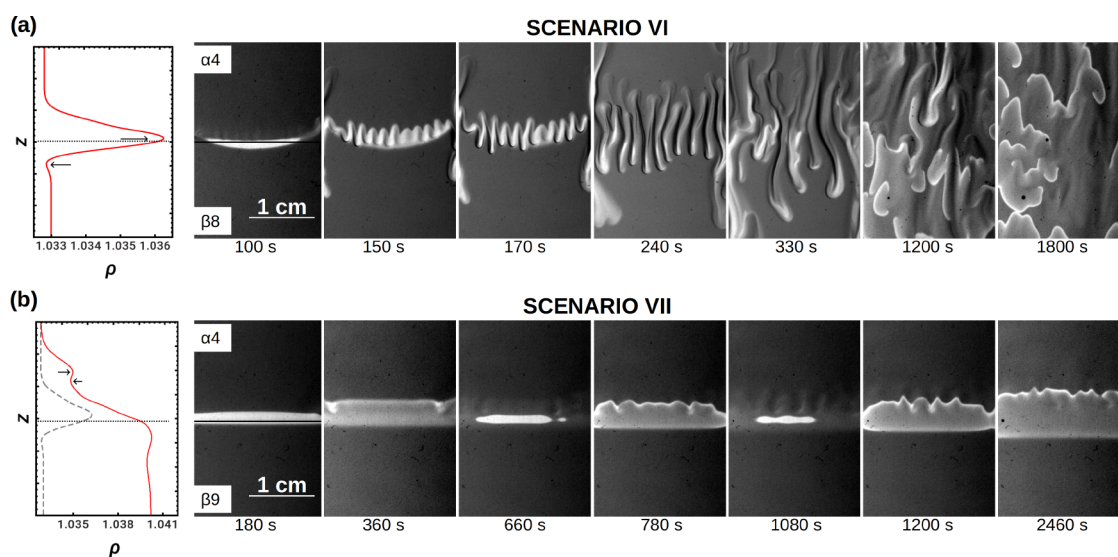 (a)
SCENARIO VI
α4
β8
1 cm
z
1.033 1.034 1.035 1.036
ρ
100 s 150 s 170 s 240 s 330 s 1200 s 1800 s
(b)
SCENARIO VII
α4
β9
1 cm
z
1.035 1.038 1.041
ρ
180 s 360 s 660 s 780 s 1080 s 1200 s 2460 s